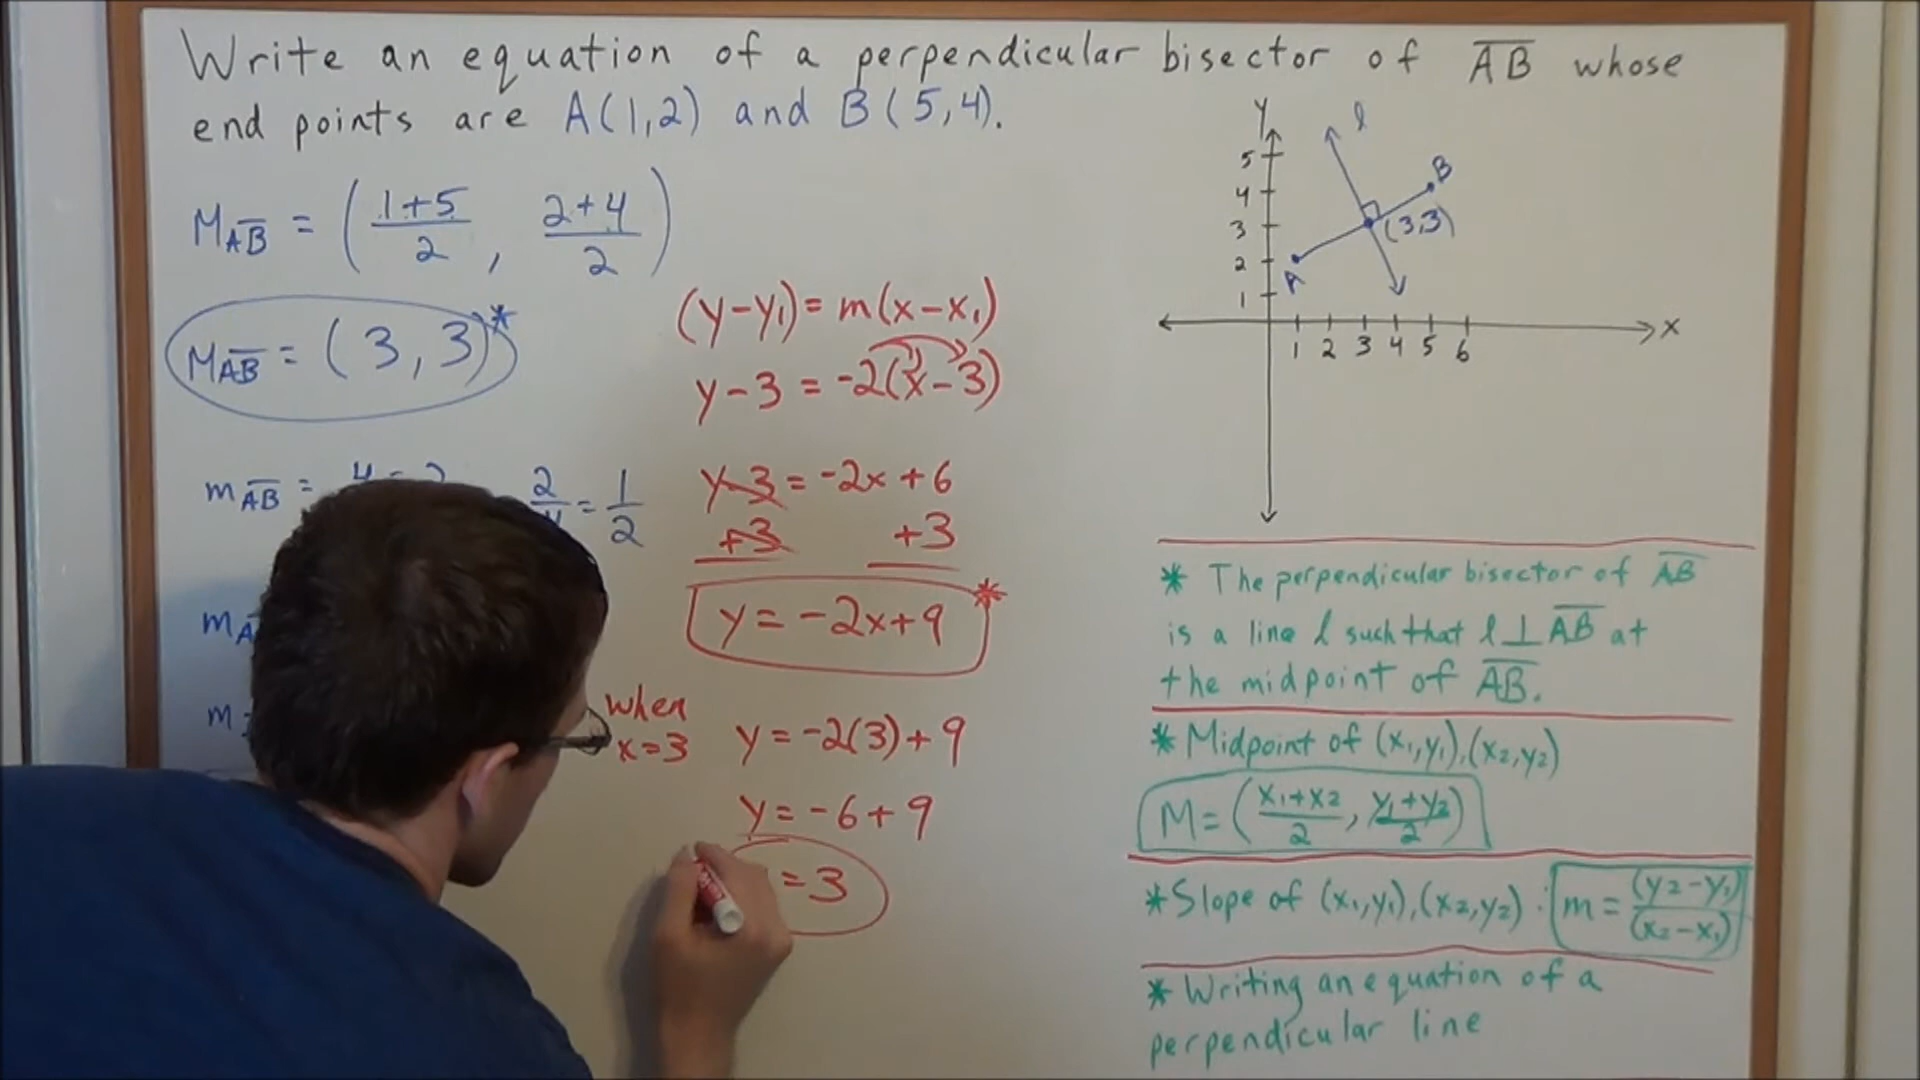 Write an equation of a perpendicular bisector of AB whose
end points are A(1,2) and B(5,4).
M AB = (1+5/2, 2+4/2)
M AB = (3,3)*
m AB =
2/4 = 1/2
m
m
(y-y₁) = m(x-x₁)
y-3 = -2(x-3)
y-3 = -2x+6
+3 +3
y = -2x+9 *
when
x=3
y = -2(3)+9
y = -6+9
=3
y
l
5
4
3
2
1
B
(3,3)
A
1 2 3 4 5 6
x
* The perpendicular bisector of AB
is a line l such that l ⊥ AB at
the midpoint of AB.
* Midpoint of (x₁,y₁),(x₂,y₂)
M = (x₁+x₂/2, y₁+y₂/2)
* Slope of (x₁,y₁),(x₂,y₂) : m = (y₂-y₁)/(x₂-x₁)
* Writing an equation of a
perpendicular line